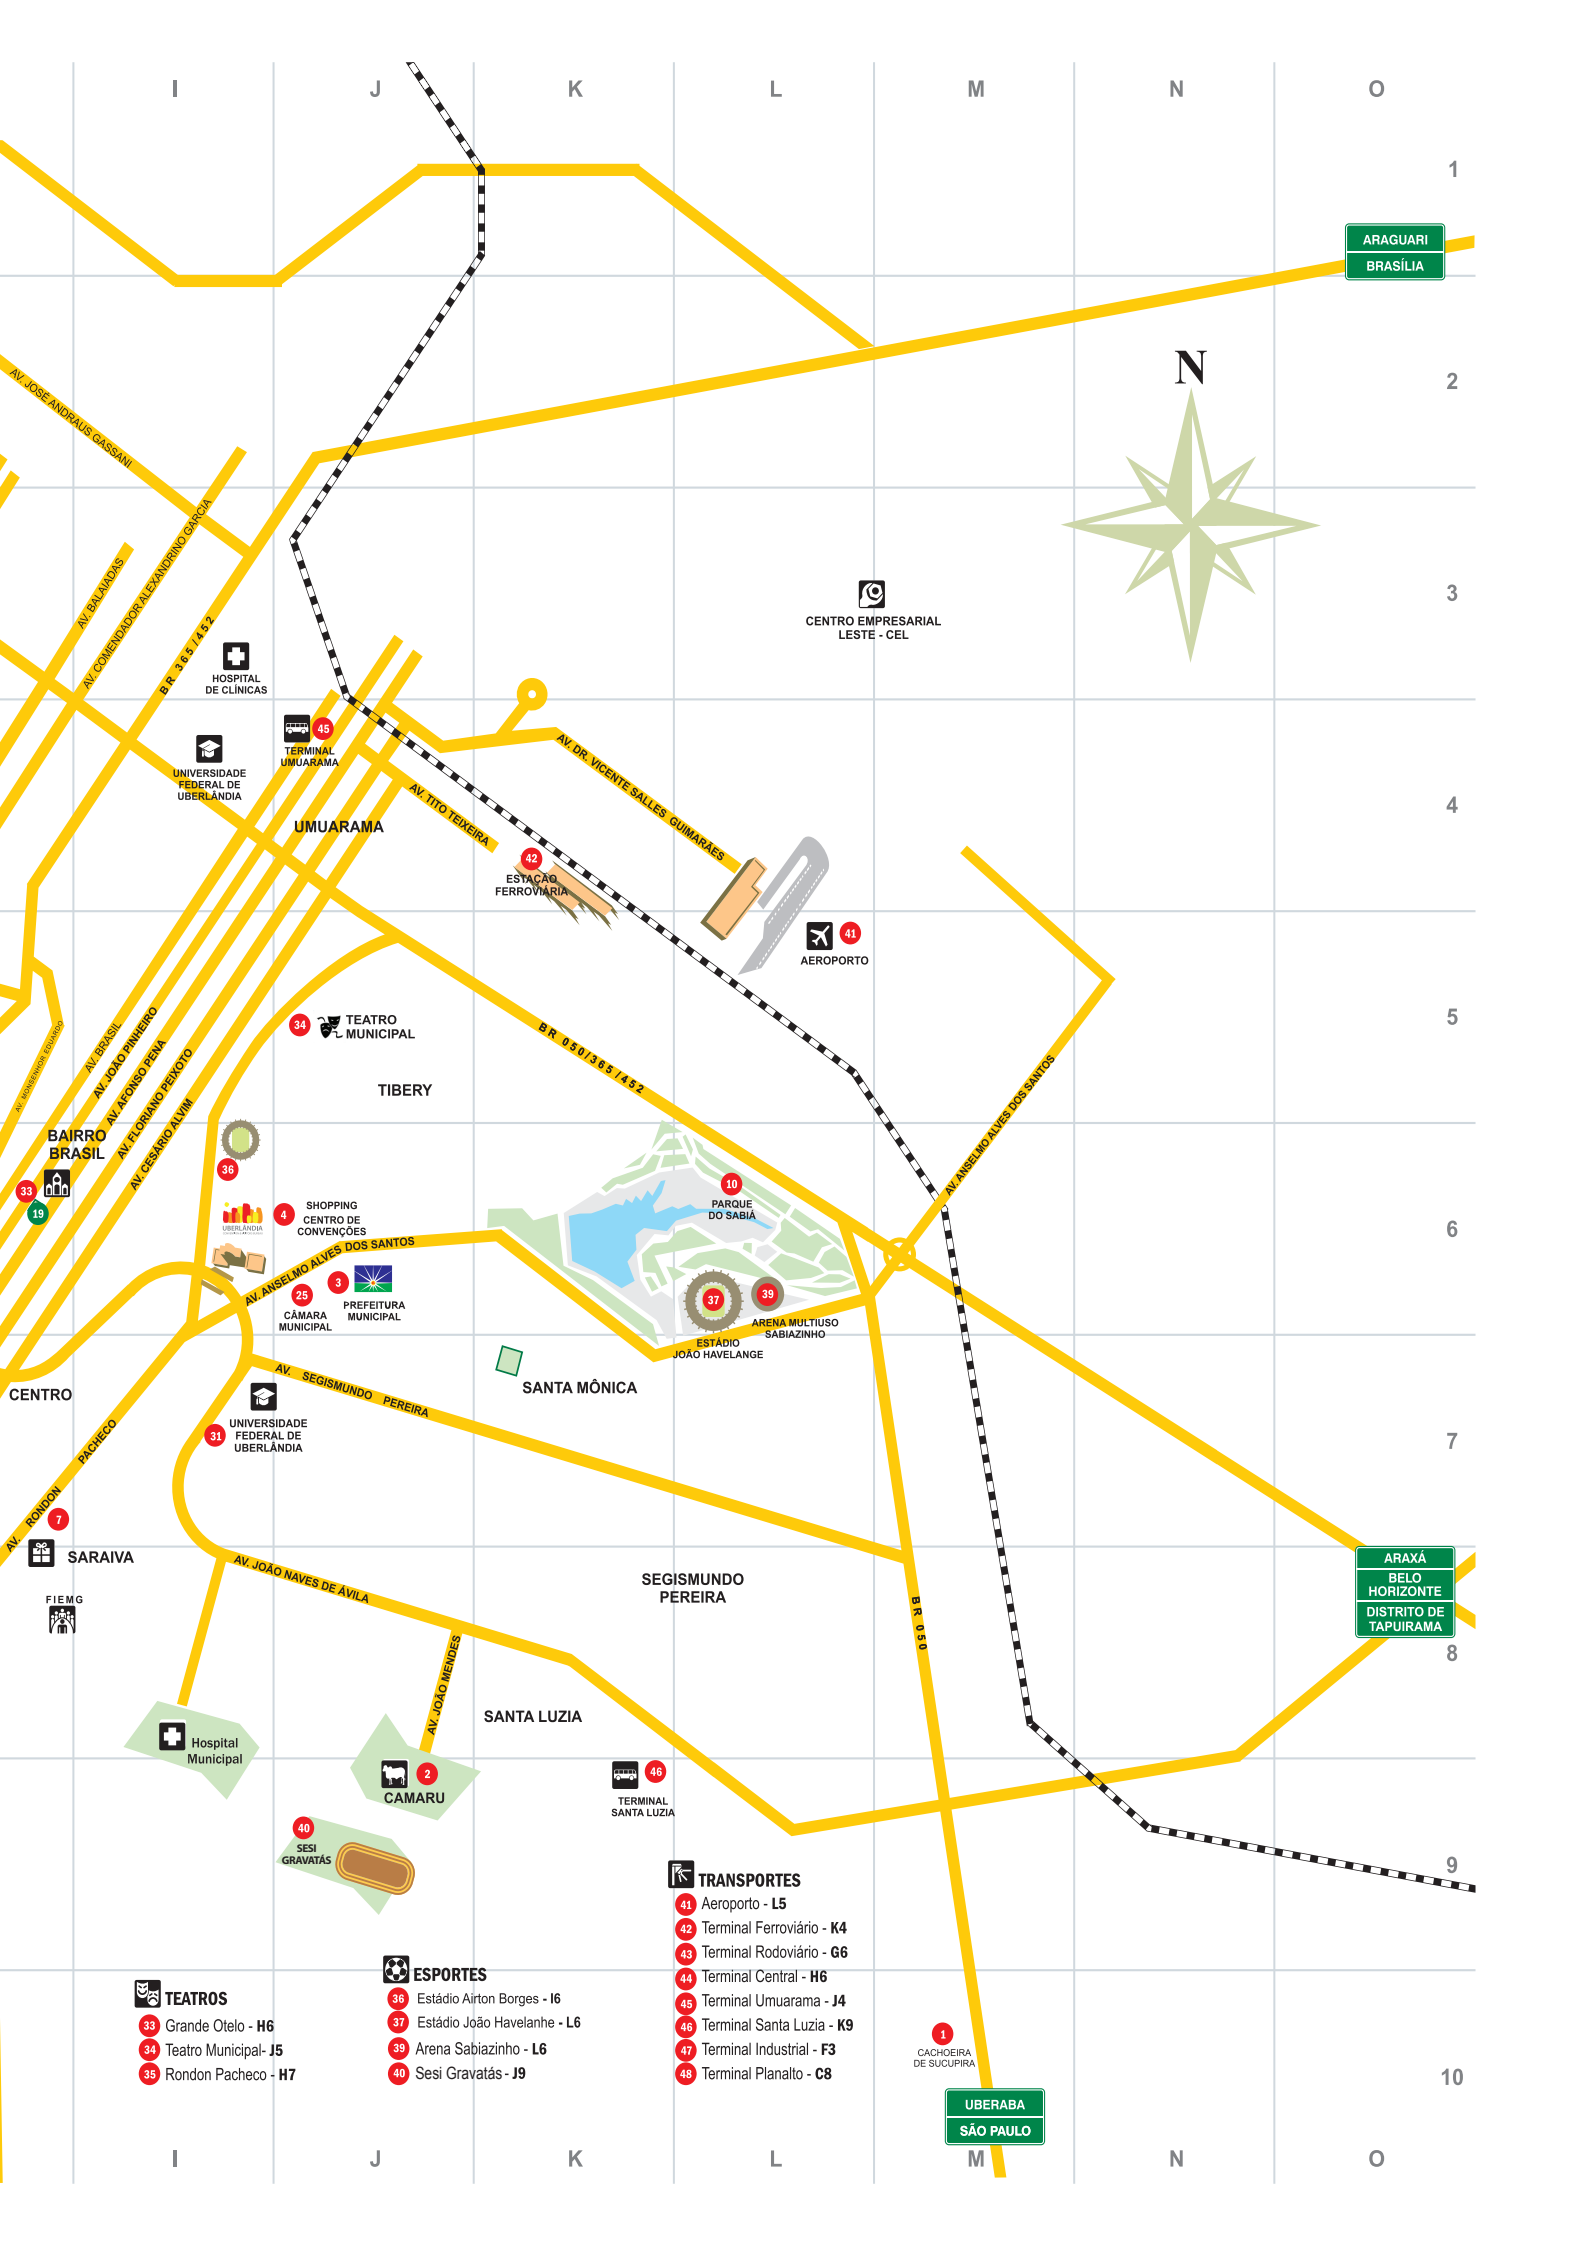 I J K L M N O
1
ARAGUARI
BRASÍLIA
N
2
AV. JOSÉ ANDRAUS GASSANI
AV. COMENDADOR ALEXANDRINO GARCIA
AV. BALAIADAS
BR 365/452
3
CENTRO EMPRESARIAL
LESTE - CEL
HOSPITAL
DE CLÍNICAS
45
TERMINAL
UMUARAMA
UNIVERSIDADE
FEDERAL DE
UBERLÂNDIA
AV. DR. VICENTE SALLES GUIMARÃES
AV. TITO TEIXEIRA
4
UMUARAMA
42
ESTAÇÃO
FERROVIÁRIA
41
AEROPORTO
34
TEATRO
MUNICIPAL
5
BR 050/365/452
AV. MONSENHOR EDUARDO
AV. BRASIL
AV. JOÃO PINHEIRO
AV. AFONSO PENA
AV. FLORIANO PEIXOTO
AV. CESÁRIO ALVIM
TIBERY
AV. ANSELMO ALVES DOS SANTOS
BAIRRO
BRASIL
36
33
19
10
PARQUE
DO SABIÁ
4
SHOPPING
CENTRO DE
CONVENÇÕES
UBERLÂNDIA
6
AV. ANSELMO ALVES DOS SANTOS
3
PREFEITURA
MUNICIPAL
25
CÂMARA
MUNICIPAL
37
39
ARENA MULTIUSO
SABIAZINHO
ESTÁDIO
JOÃO HAVELANGE
AV. SEGISMUNDO PEREIRA
SANTA MÔNICA
CENTRO
31
UNIVERSIDADE
FEDERAL DE
UBERLÂNDIA
7
AV. RONDON PACHECO
7
SARAIVA
FIEMG
AV. JOÃO NAVES DE ÁVILA
SEGISMUNDO
PEREIRA
BR 050
ARAXÁ
BELO
HORIZONTE
DISTRITO DE
TAPUIRAMA
8
AV. JOÃO MENDES
SANTA LUZIA
Hospital
Municipal
2
CAMARU
46
TERMINAL
SANTA LUZIA
40
SESI
GRAVATÁS
9
TRANSPORTES
41 Aeroporto - L5
42 Terminal Ferroviário - K4
43 Terminal Rodoviário - G6
44 Terminal Central - H6
45 Terminal Umuarama - J4
46 Terminal Santa Luzia - K9
47 Terminal Industrial - F3
48 Terminal Planalto - C8
ESPORTES
36 Estádio Airton Borges - I6
37 Estádio João Havelanhe - L6
39 Arena Sabiazinho - L6
40 Sesi Gravatás - J9
TEATROS
33 Grande Otelo - H6
34 Teatro Municipal- J5
35 Rondon Pacheco - H7
1
CACHOEIRA
DE SUCUPIRA
10
UBERABA
SÃO PAULO
I J K L M N O